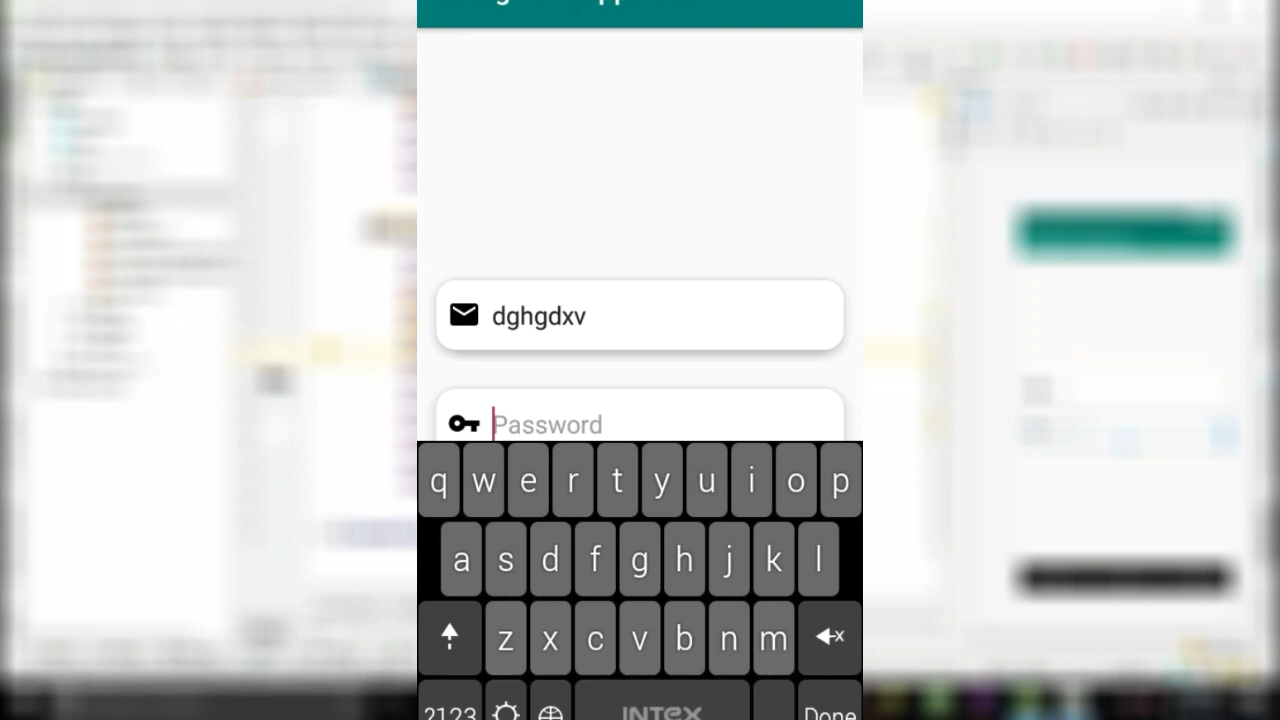 dghgdxv
Password
q w e r t y u i o p
a s d f g h j k l
z x c v b n m
?123 INTEX Done